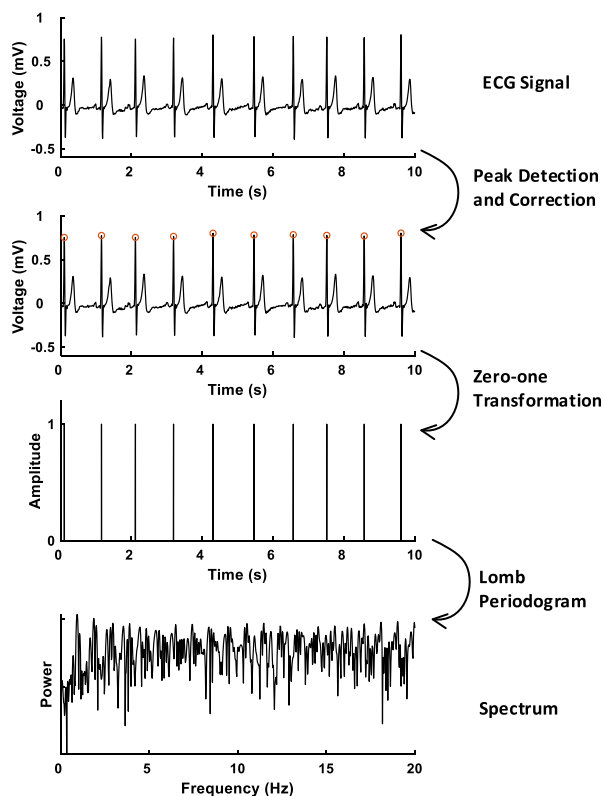 1
0.5
0
-0.5
Voltage (mV)
0 2 4 6 8 10
Time (s)
ECG Signal
Peak Detection
and Correction
1
0.5
0
-0.5
Voltage (mV)
0 2 4 6 8 10
Time (s)
Zero-one
Transformation
1
0
Amplitude
0 2 4 6 8 10
Time (s)
Lomb
Periodogram
Power
0 5 10 15 20
Frequency (Hz)
Spectrum